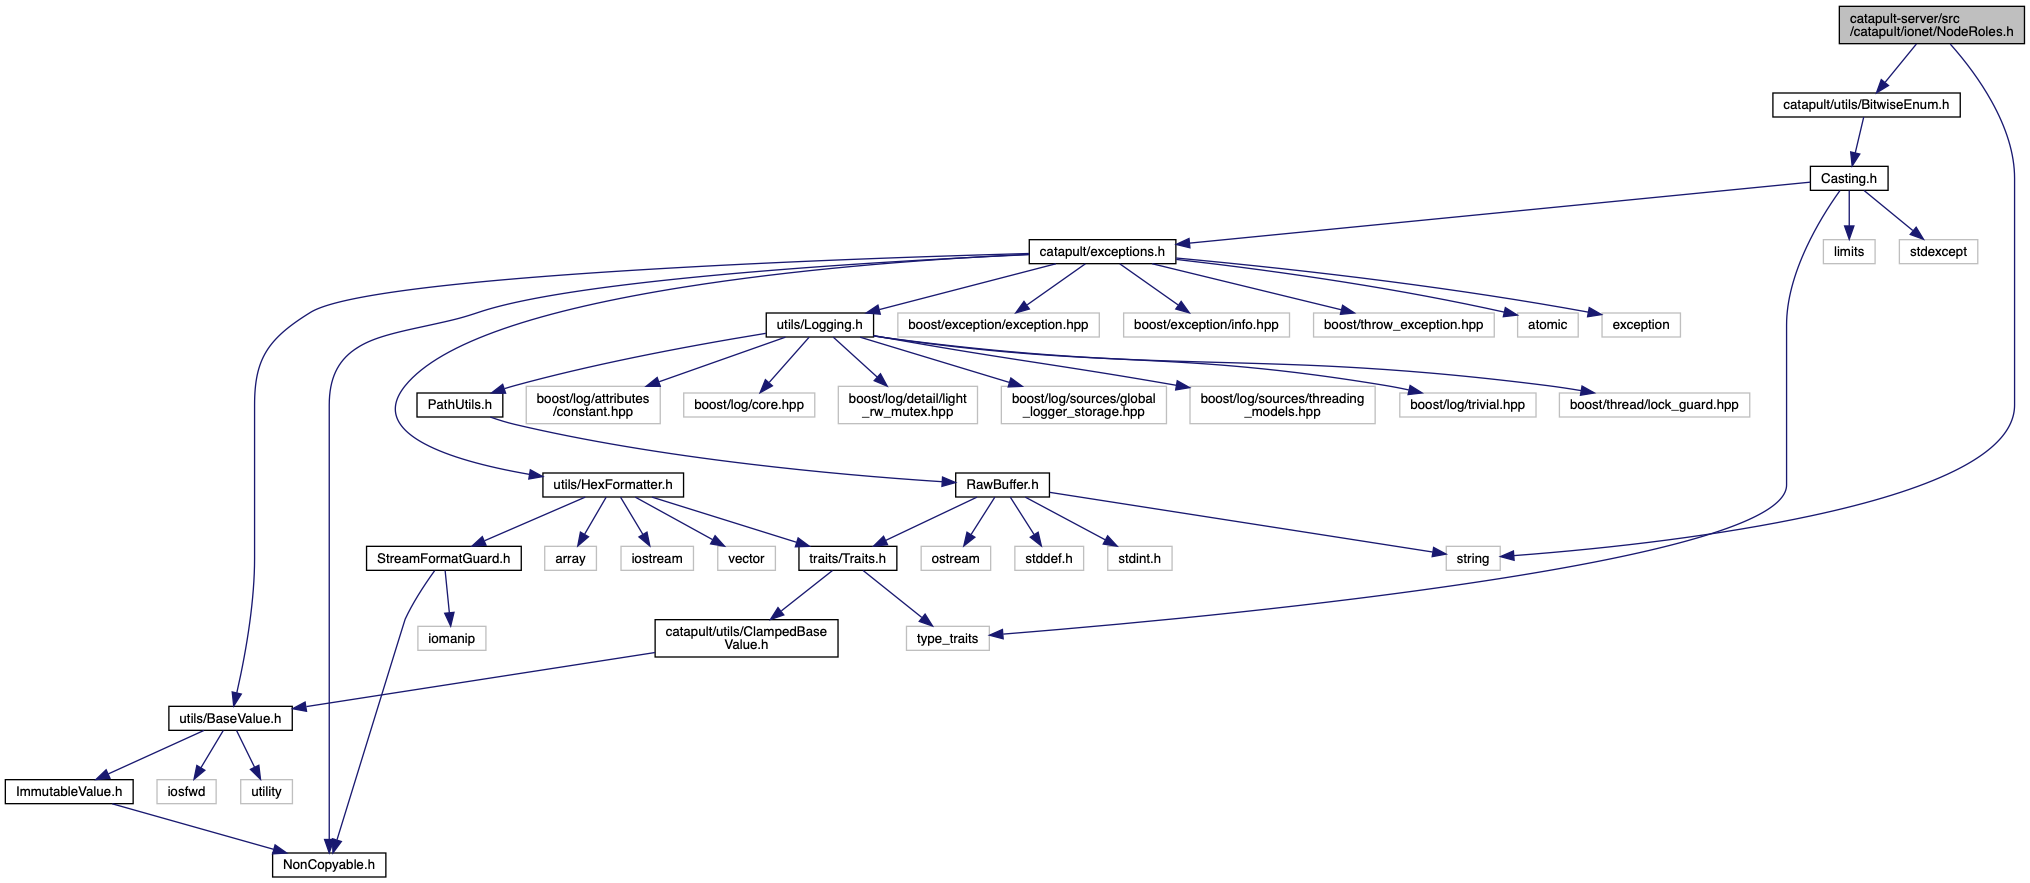 catapult-server/src
/catapult/ionet/NodeRoles.h
catapult/utils/BitwiseEnum.h
Casting.h
catapult/exceptions.h
limits
stdexcept
utils/Logging.h
boost/exception/exception.hpp
boost/exception/info.hpp
boost/throw_exception.hpp
atomic
exception
PathUtils.h
boost/log/attributes
/constant.hpp
boost/log/core.hpp
boost/log/detail/light
_rw_mutex.hpp
boost/log/sources/global
_logger_storage.hpp
boost/log/sources/threading
_models.hpp
boost/log/trivial.hpp
boost/thread/lock_guard.hpp
utils/HexFormatter.h
RawBuffer.h
StreamFormatGuard.h
array
iostream
vector
traits/Traits.h
ostream
stddef.h
stdint.h
string
iomanip
catapult/utils/ClampedBase
Value.h
type_traits
utils/BaseValue.h
ImmutableValue.h
iosfwd
utility
NonCopyable.h